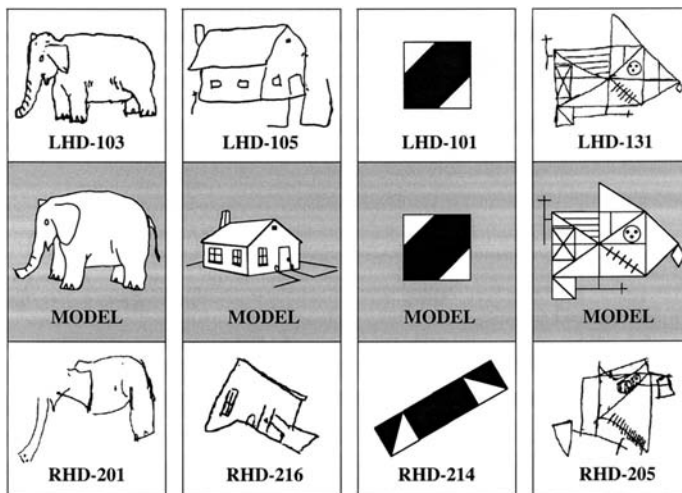 LHD-103 LHD-105 LHD-101 LHD-131
MODEL MODEL MODEL MODEL
RHD-201 RHD-216 RHD-214 RHD-205